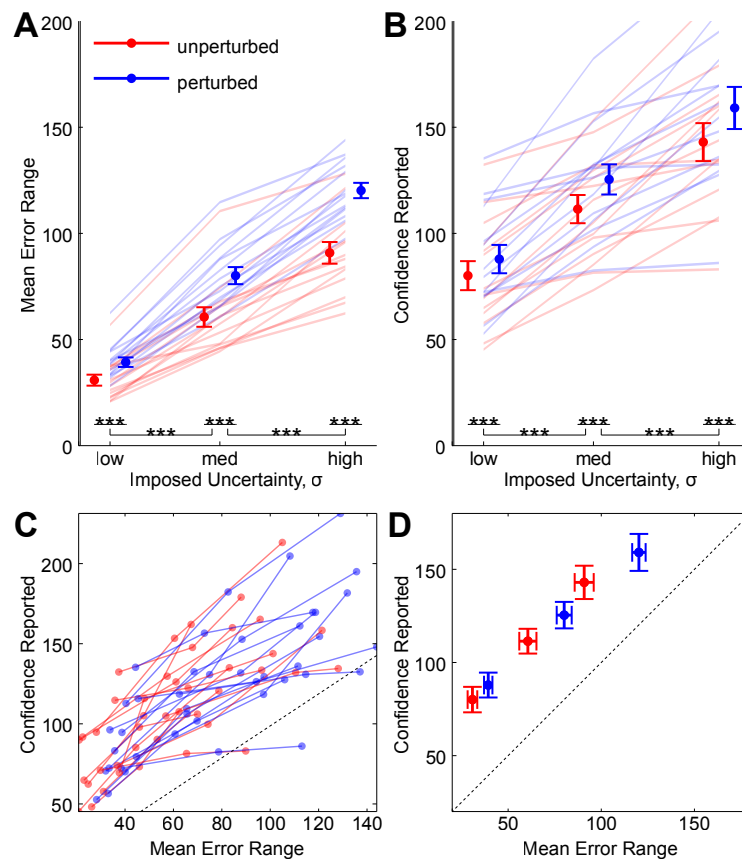 A
200
150
100
50
0
Mean Error Range
unperturbed
perturbed
***
***
***
***
***
low
med
high
Imposed Uncertainty, σ
B
200
150
100
50
0
Confidence Reported
***
***
***
***
***
low
med
high
Imposed Uncertainty, σ
C
200
150
100
50
Confidence Reported
40
60
80
100
120
140
Mean Error Range
D
150
100
50
Confidence Reported
50
100
150
Mean Error Range